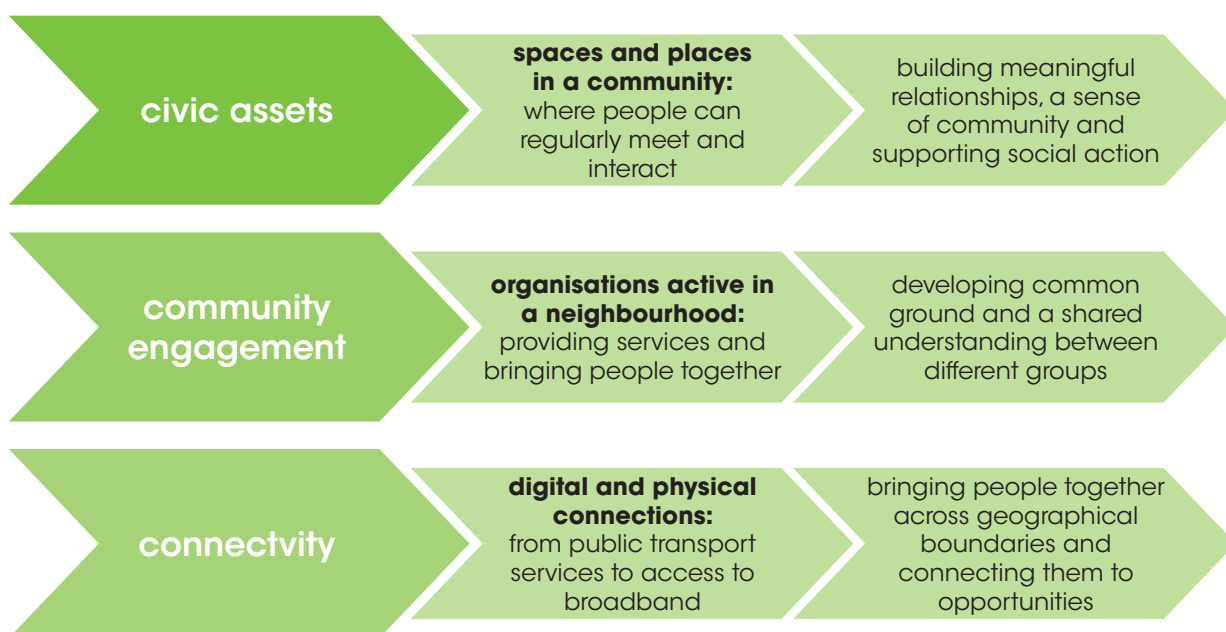 civic assets
spaces and places
in a community:
where people can
regularly meet and
interact
building meaningful
relationships, a sense
of community and
supporting social action
community
engagement
organisations active in
a neighbourhood:
providing services and
bringing people together
developing common
ground and a shared
understanding between
different groups
connectvity
digital and physical
connections:
from public transport
services to access to
broadband
bringing people together
across geographical
boundaries and
connecting them to
opportunities